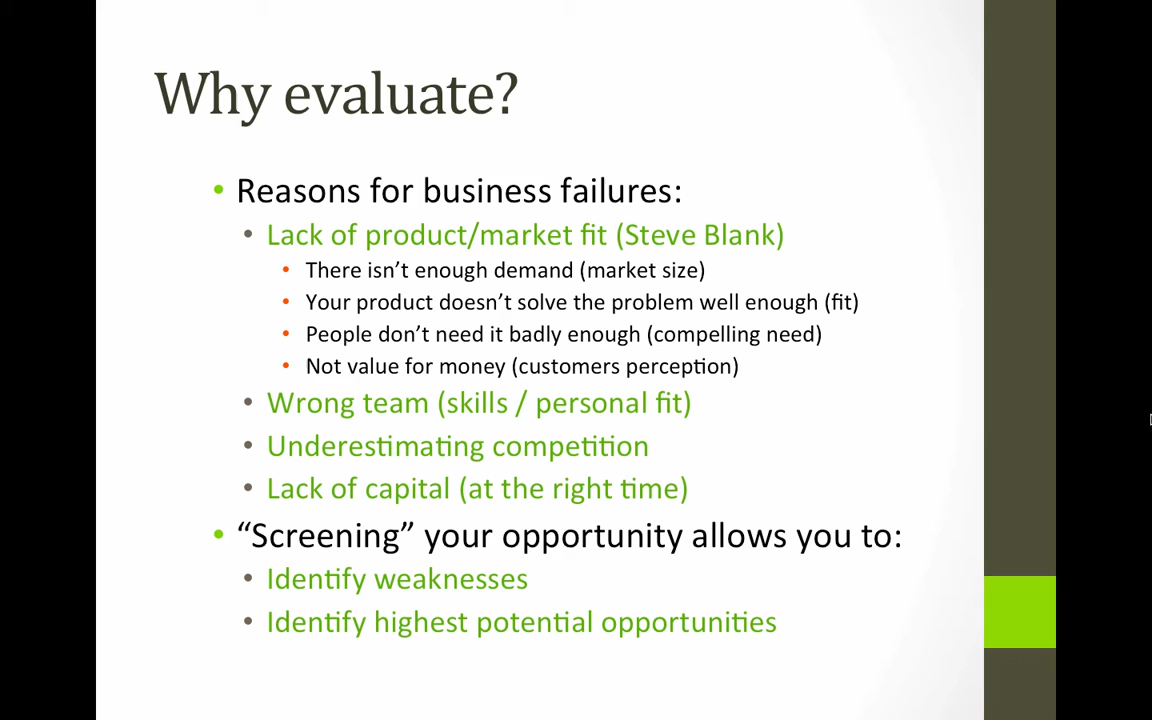 Why evaluate?
• Reasons for business failures:
• Lack of product/market fit (Steve Blank)
• There isn’t enough demand (market size)
• Your product doesn’t solve the problem well enough (fit)
• People don’t need it badly enough (compelling need)
• Not value for money (customers perception)
• Wrong team (skills / personal fit)
• Underestimating competition
• Lack of capital (at the right time)
• “Screening” your opportunity allows you to:
• Identify weaknesses
• Identify highest potential opportunities